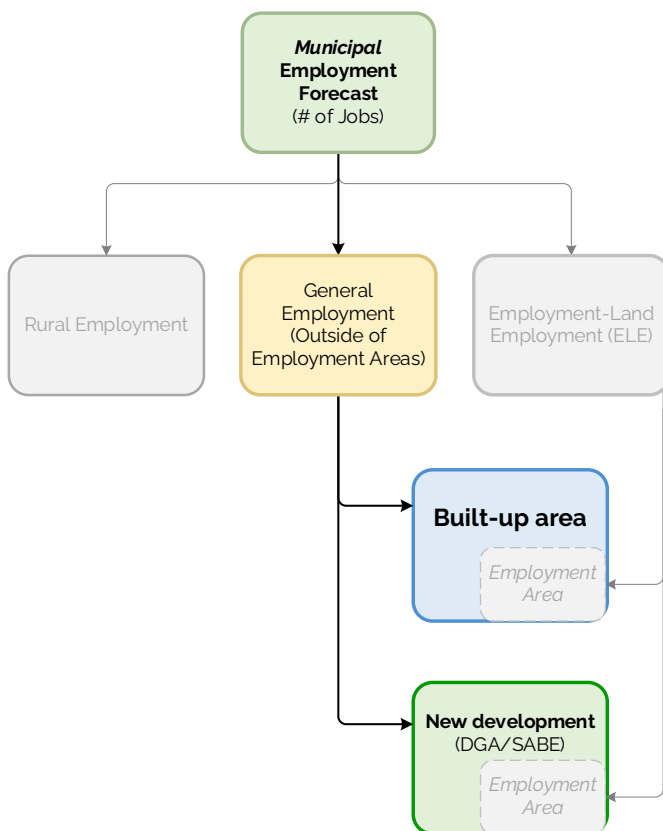 Municipal
Employment
Forecast
(# of Jobs)
Rural Employment
General
Employment
(Outside of
Employment Areas)
Employment-Land
Employment (ELE)
Built-up area
Employment
Area
New development
(DGA/SABE)
Employment
Area